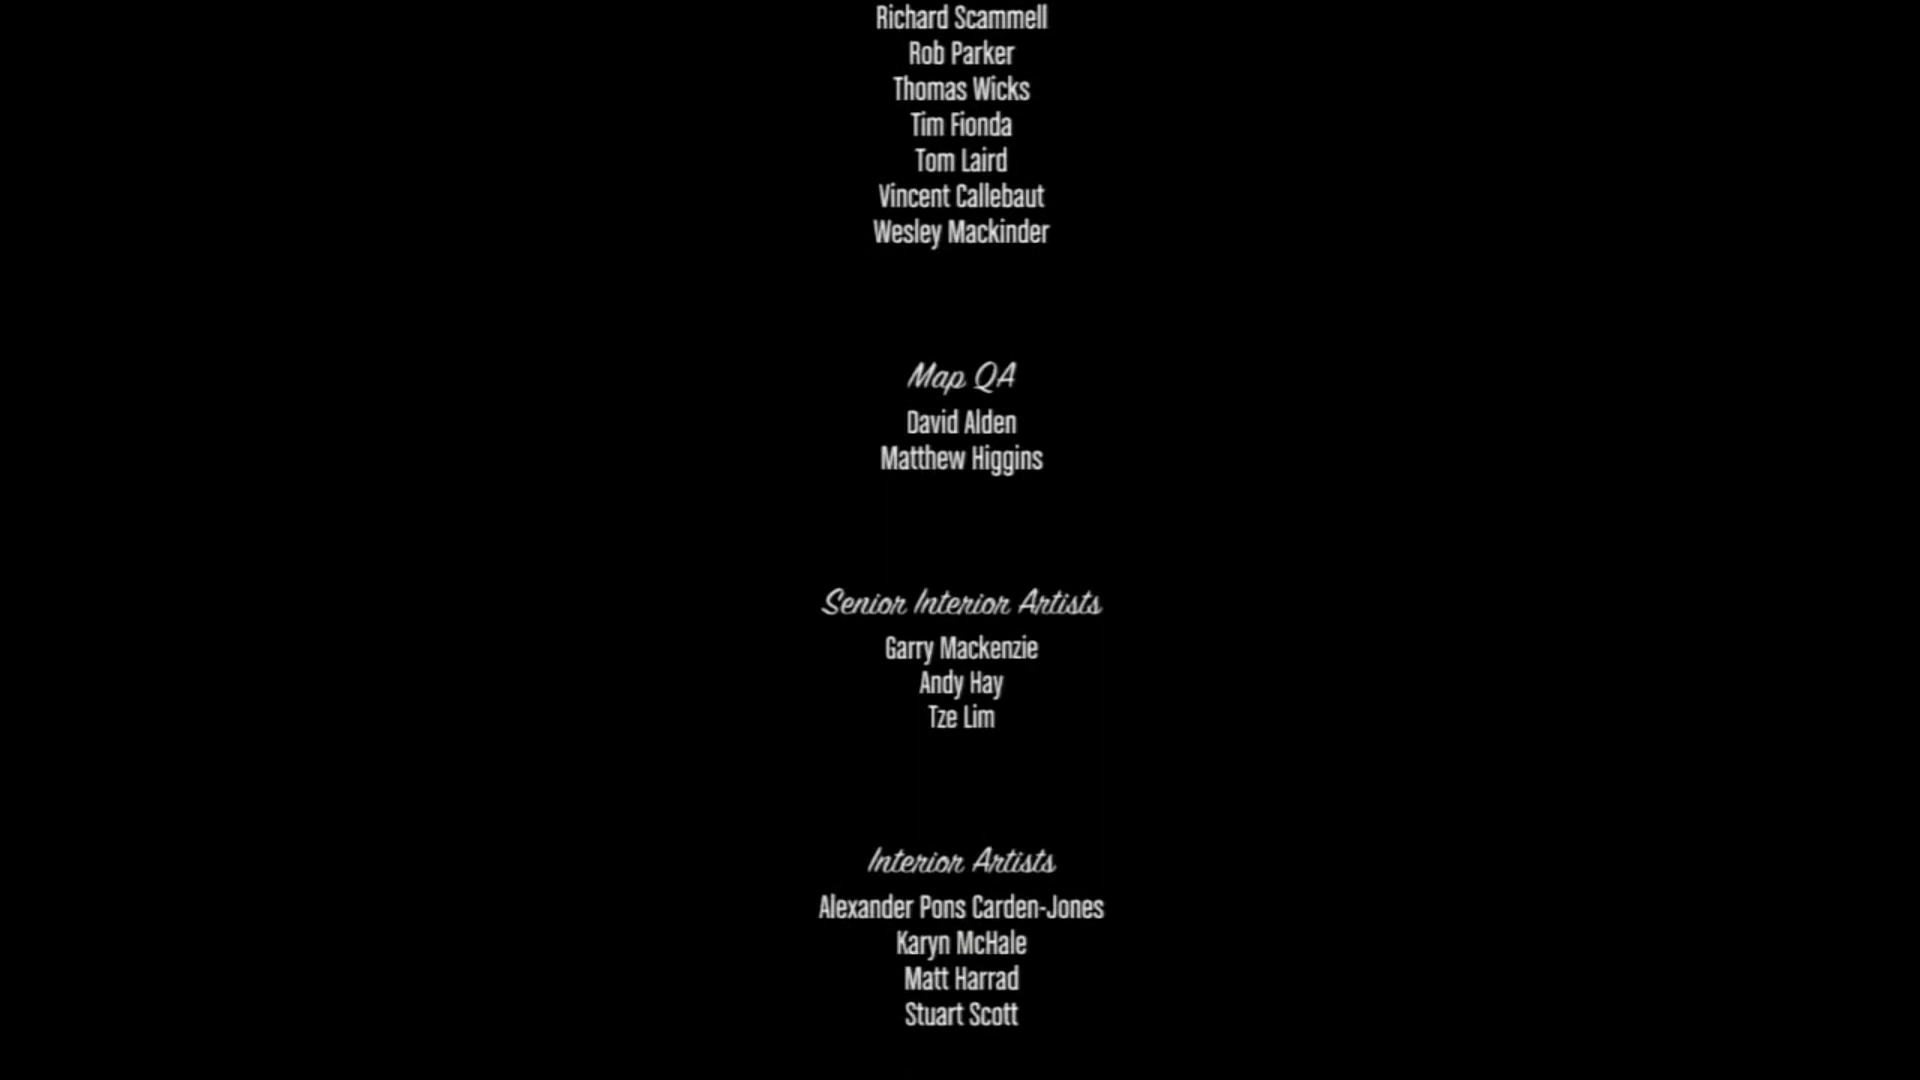 Richard Scammell
Rob Parker
Thomas Wicks
Tim Fionda
Tom Laird
Vincent Callebaut
Wesley Mackinder
Map QA
David Alden
Matthew Higgins
Senior Interior Artists
Garry Mackenzie
Andy Hay
Tze Lim
Interior Artists
Alexander Pons Carden-Jones
Karyn McHale
Matt Harrad
Stuart Scott